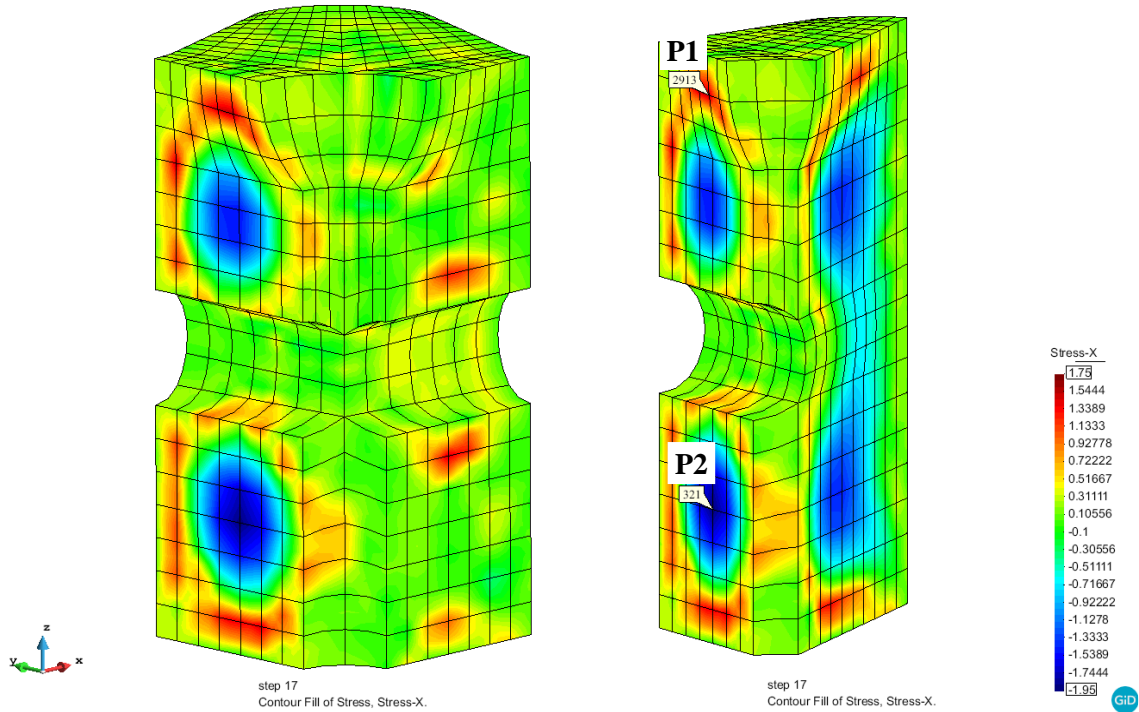 P1
2913
P2
321
z
y
x
step 17
Contour Fill of Stress, Stress-X.
step 17
Contour Fill of Stress, Stress-X.
Stress-X
1.75
1.5444
1.3389
1.1333
0.92778
0.72222
0.51667
0.31111
0.10556
-0.1
-0.30556
-0.51111
-0.71667
-0.92222
-1.1278
-1.3333
-1.5389
-1.7444
-1.95
GiD